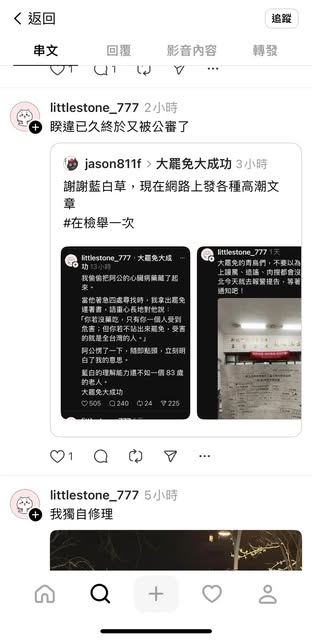 返回
追蹤
串文
回覆
影音內容
轉發
1
1
littlestone_777 2小時
睽違已久終於又被公審了
jason811f > 大罷免大成功 3小時
謝謝藍白草，現在網路上發各種高潮文
章
#在檢舉一次
littlestone_777 › 大罷免大成
功 13小時
我偷偷把阿公的心臟病藥藏了起
來。
當他著急四處尋找時，我拿出罷免
連署書，語重心長地對他說：
「你若沒藥吃，只有你一個人受到
危害；但你若不站出來罷免，受害
的就是全台灣的人。」
阿公愣了一下，隨即點頭，立刻明
白了我的意思。
藍白的理解能力還不如一個 83 歲
的老人。
大罷免大成功
505 240 24 225
littlestone_777 1天
大罷免的青鳥們，不要以為
上謾罵、造謠、肉搜都會沒
北今天就去報警提告，等著
通知吧！
1
littlestone_777 5小時
我獨自修理